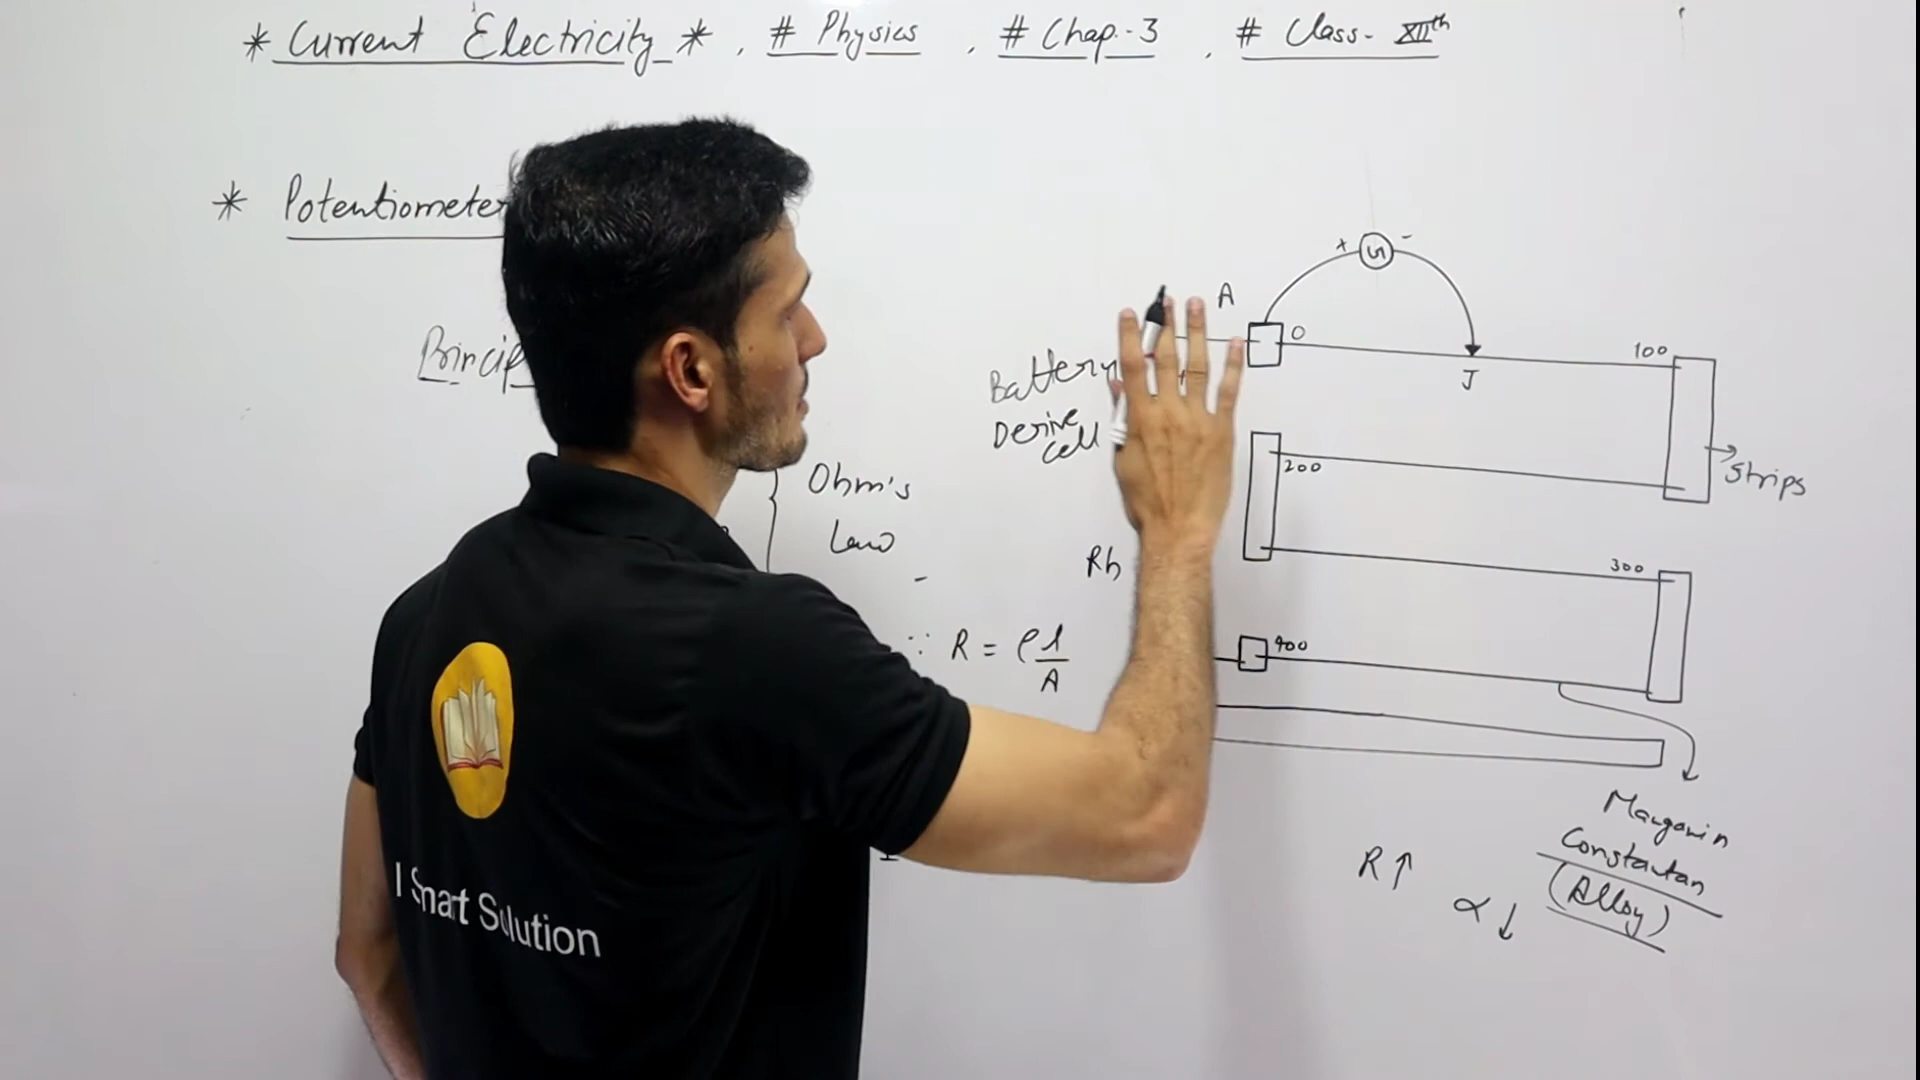 * Current Electricity *. # Physics . # Chap.-3 . # Class- XIIth
* Potentiometer
Ohm's
Law
∵ R = ρl/A
A
+ G -
0
100
J
Battery
Derive
cell
+
200
Strips
Rh
300
400
Manganin
Constantan
(Alloy)
R↑
α↓
I Smart Solution